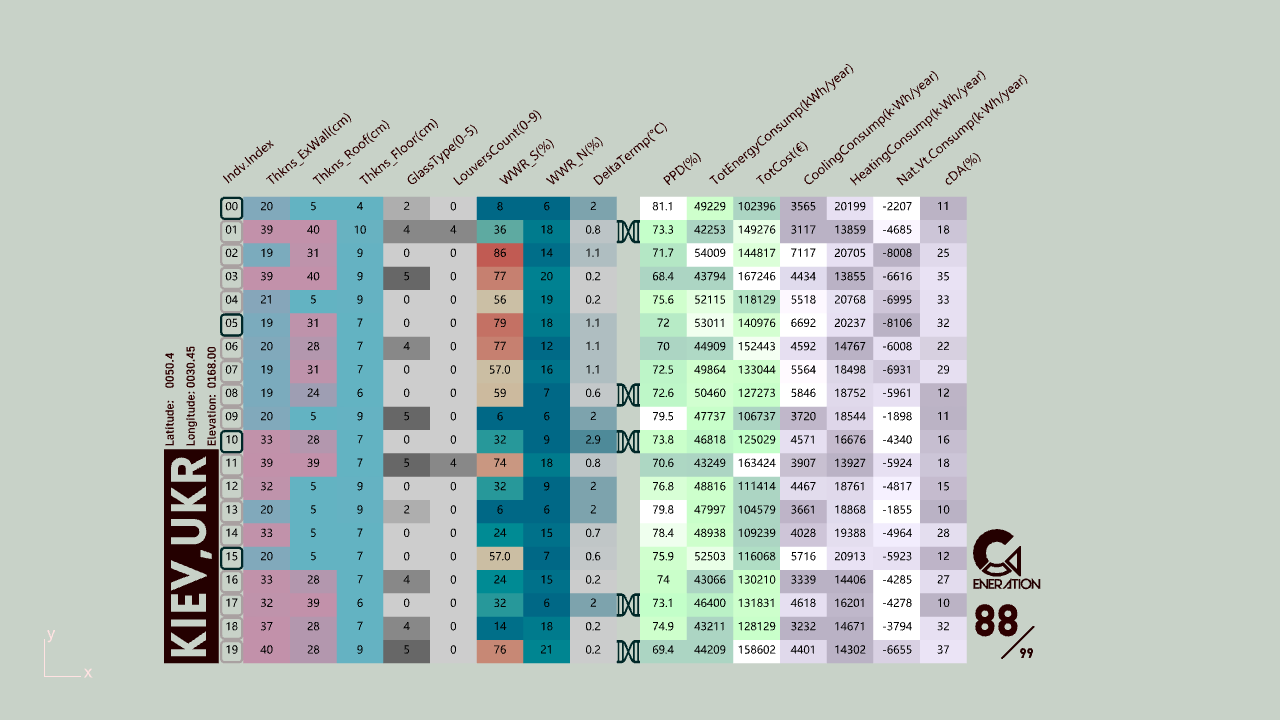 Indv.Index Thkns_ExWall(cm) Thkns_Roof(cm) Thkns_Floor(cm) GlassType(0-5) LouversCount(0-9) WWR_S(%) WWR_N(%) DeltaTermp(°C) PPD(%) TotEnergyConsump(kWh/year) TotCost(€) CoolingConsump(k·Wh/year) HeatingConsump(k·Wh/year) Nat.Vt.Consump(k·Wh/year) cDA(%)
00 20 5 4 2 0 8 6 2 81.1 49229 102396 3565 20199 -2207 11
01 39 40 10 4 4 36 18 0.8 73.3 42253 149276 3117 13859 -4685 18
02 19 31 9 0 0 86 14 1.1 71.7 54009 144817 7117 20705 -8008 25
03 39 40 9 5 0 77 20 0.2 68.4 43794 167246 4434 13855 -6616 35
04 21 5 9 0 0 56 19 0.2 75.6 52115 118129 5518 20768 -6995 33
05 19 31 7 0 0 79 18 1.1 72 53011 140976 6692 20237 -8106 32
06 20 28 7 4 0 77 12 1.1 70 44909 152443 4592 14767 -6008 22
07 19 31 7 0 0 57.0 16 1.1 72.5 49864 133044 5564 18498 -6931 29
08 19 24 6 0 0 59 7 0.6 72.6 50460 127273 5846 18752 -5961 12
09 20 5 9 5 0 6 6 2 79.5 47737 106737 3720 18544 -1898 11
10 33 28 7 0 0 32 9 2.9 73.8 46818 125029 4571 16676 -4340 16
11 39 39 7 5 4 74 18 0.8 70.6 43249 163424 3907 13927 -5924 18
12 32 5 9 0 0 32 9 2 76.8 48816 111414 4467 18761 -4817 15
13 20 5 9 2 0 6 6 2 79.8 47997 104579 3661 18868 -1855 10
14 33 5 7 0 0 24 15 0.7 78.4 48938 109239 4028 19388 -4964 28
15 20 5 7 0 0 57.0 7 0.6 75.9 52503 116068 5716 20913 -5923 12
16 33 28 7 4 0 24 15 0.2 74 43066 130210 3339 14406 -4285 27
17 32 39 6 0 0 32 6 2 73.1 46400 131831 4618 16201 -4278 10
18 37 28 7 4 0 14 18 0.2 74.9 43211 128129 3232 14671 -3794 32
19 40 28 9 5 0 76 21 0.2 69.4 44209 158602 4401 14302 -6655 37
Latitude: 0050.4
Longitude: 0030.45
Elevation: 0168.00
KIEV,UKR
ENERATION
88/99
y
x